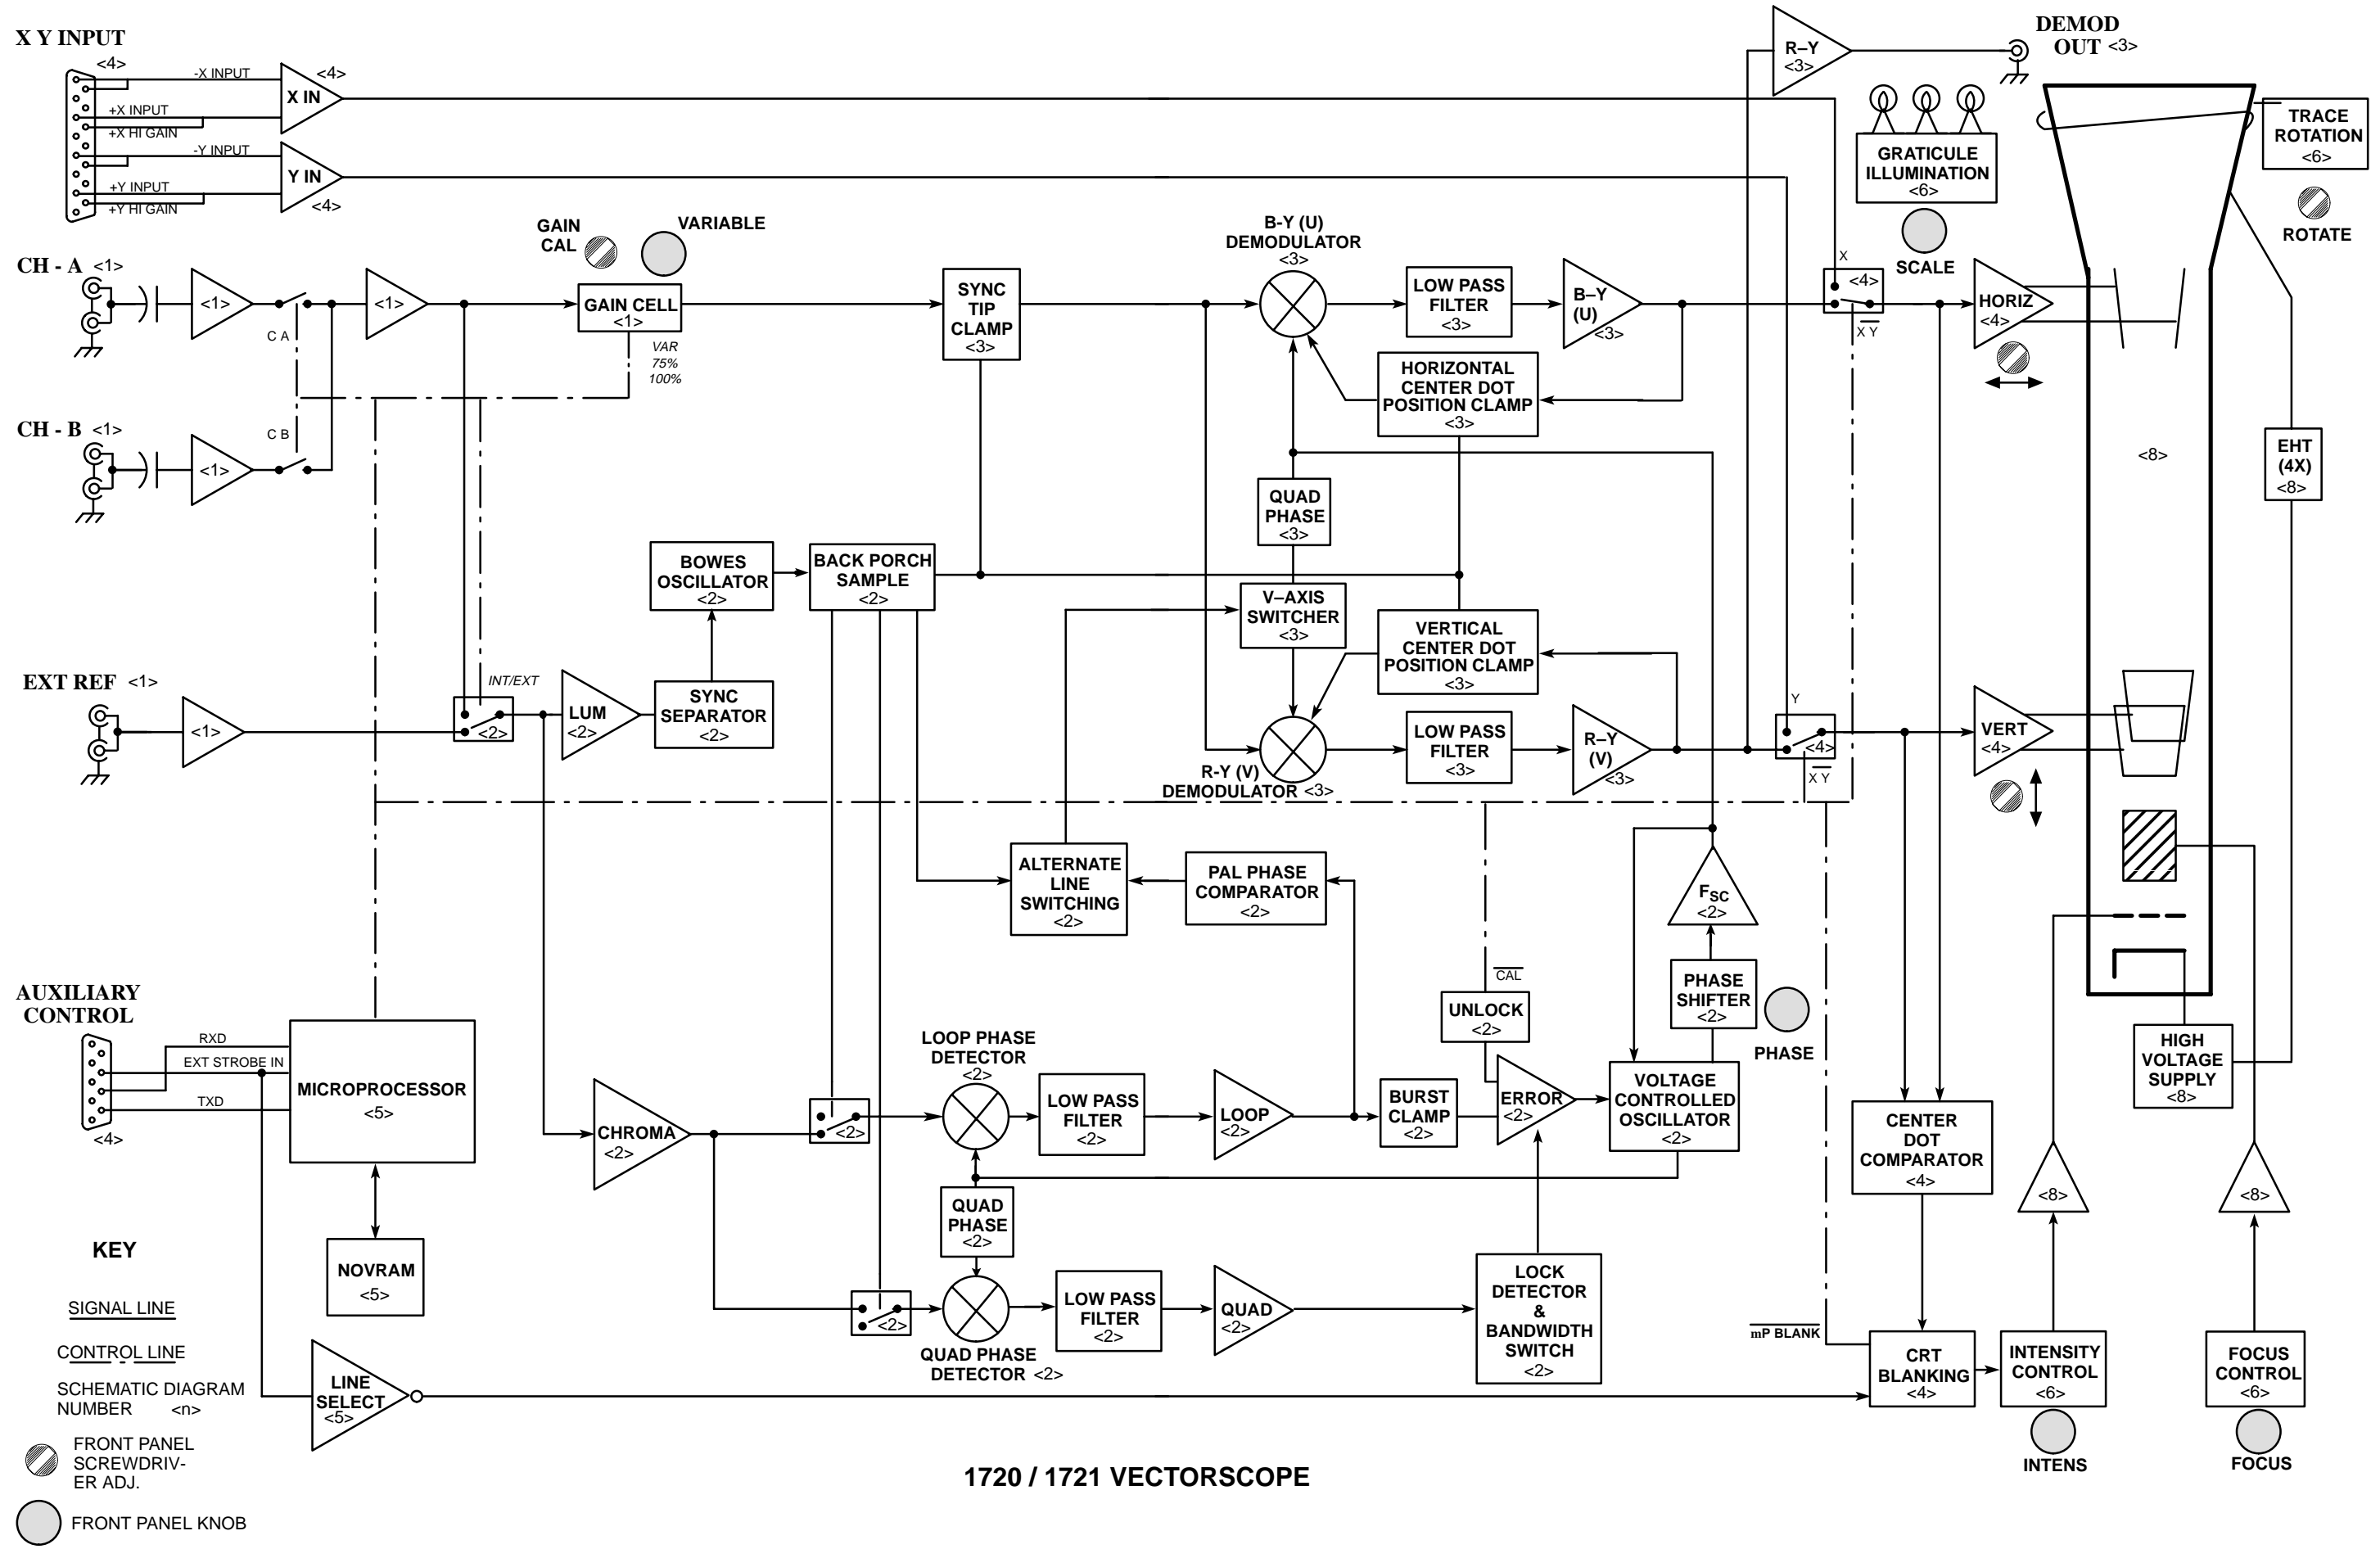 X Y INPUT
<4>
-X INPUT
+X INPUT
+X HI GAIN
-Y INPUT
+Y INPUT
+Y HI GAIN
<4>
X IN
Y IN
<4>
R–Y
<3>
DEMOD
OUT <3>
GRATICULE
ILLUMINATION
<6>
SCALE
TRACE
ROTATION
<6>
ROTATE
CH - A <1>
<1>
C A
<1>
GAIN
CAL
VARIABLE
GAIN CELL
<1>
VAR
75%
100%
SYNC
TIP
CLAMP
<3>
B-Y (U)
DEMODULATOR
<3>
LOW PASS
FILTER
<3>
B–Y
(U)
<3>
X
<4>
X Y
HORIZ
<4>
HORIZONTAL
CENTER DOT
POSITION CLAMP
<3>
CH - B <1>
<1>
C B
QUAD
PHASE
<3>
<8>
EHT
(4X)
<8>
BOWES
OSCILLATOR
<2>
BACK PORCH
SAMPLE
<2>
V–AXIS
SWITCHER
<3>
VERTICAL
CENTER DOT
POSITION CLAMP
<3>
EXT REF <1>
<1>
INT/EXT
<2>
LUM
<2>
SYNC
SEPARATOR
<2>
R-Y (V)
DEMODULATOR <3>
LOW PASS
FILTER
<3>
R–Y
(V)
<3>
Y
<4>
X Y
VERT
<4>
ALTERNATE
LINE
SWITCHING
<2>
PAL PHASE
COMPARATOR
<2>
FSC
<2>
CAL
UNLOCK
<2>
PHASE
SHIFTER
<2>
PHASE
AUXILIARY
CONTROL
RXD
EXT STROBE IN
TXD
<4>
MICROPROCESSOR
<5>
NOVRAM
<5>
CHROMA
<2>
<2>
LOOP PHASE
DETECTOR
<2>
LOW PASS
FILTER
<2>
LOOP
<2>
BURST
CLAMP
<2>
ERROR
<2>
VOLTAGE
CONTROLLED
OSCILLATOR
<2>
HIGH
VOLTAGE
SUPPLY
<8>
CENTER
DOT
COMPARATOR
<4>
<8>
<8>
QUAD
PHASE
<2>
<2>
QUAD PHASE
DETECTOR <2>
LOW PASS
FILTER
<2>
QUAD
<2>
LOCK
DETECTOR
&
BANDWIDTH
SWITCH
<2>
mP BLANK
CRT
BLANKING
<4>
INTENSITY
CONTROL
<6>
INTENS
FOCUS
CONTROL
<6>
FOCUS
LINE
SELECT
<5>
KEY
SIGNAL LINE
CONTROL LINE
SCHEMATIC DIAGRAM
NUMBER <n>
FRONT PANEL
SCREWDRIV-
ER ADJ.
FRONT PANEL KNOB
1720 / 1721 VECTORSCOPE